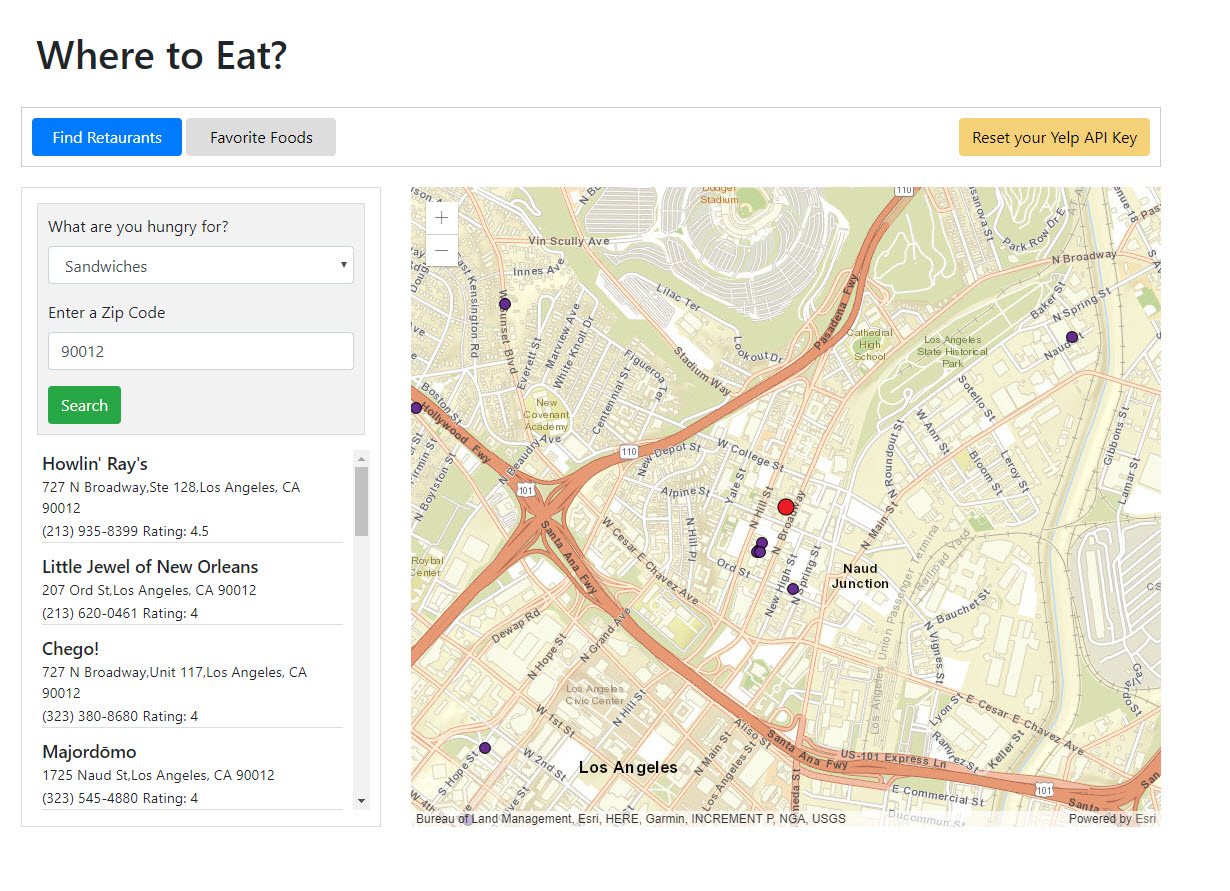 Where to Eat?
Find Retaurants
Favorite Foods
Reset your Yelp API Key
What are you hungry for?
Sandwiches
Enter a Zip Code
90012
Search
Howlin' Ray's
727 N Broadway,Ste 128,Los Angeles, CA
90012
(213) 935-8399 Rating: 4.5
Little Jewel of New Orleans
207 Ord St,Los Angeles, CA 90012
(213) 620-0461 Rating: 4
Chego!
727 N Broadway,Unit 117,Los Angeles, CA
90012
(323) 380-8680 Rating: 4
Majordōmo
1725 Naud St,Los Angeles, CA 90012
(323) 545-4880 Rating: 4
+
−
Dodger
Stadium
110
Vin Scully Ave
Innes Ave
Lilac Ter
Stadium Way
Lookout Dr
Pasadena Fwy
Park Row Dr E
N Broadway
Baker St
N Spring St
Naud St
Cathedral
High
School
Los Angeles
State Historical
Park
W Sunset Blvd
Everett St
Marview Ave
White Knoll Dr
Figueroa
Ter
Centennial St
New
Covenant
Academy
Boston St
Hollywood Fwy
N Boylston St
N Beaudry Ave
110
101
New Depot St
W College St
Alpine St
Yale St
N Hill St
N Broadway
N Hill Pl
W Cesar E Chavez Ave
Ord St
New High St
N Spring St
N Main St
N Roundout St
W Ann St
Sotello St
Bloom St
Leroy St
Gibbons St
Lamar St
Naud
Junction
Bauchet St
N Vignes St
Los Angeles Union Passenger Termina
Railroad Yard
Santa Ana Fwy
Dewap Rd
N Hope St
N Grand Ave
Los Angeles
Civic Center
N Hill St
W 1st St
W 2nd St
S Hope St
Los Angeles
N Main St
Los Angeles St
Aliso St
Santa Ana Fwy
US-101 Express Ln
Lyon St
Ramirez St
Keller St
E Cesar E Chavez Ave
101
E Commercial St
Ducommun St
Bureau of Land Management, Esri, HERE, Garmin, INCREMENT P, NGA, USGS
Powered by Esri